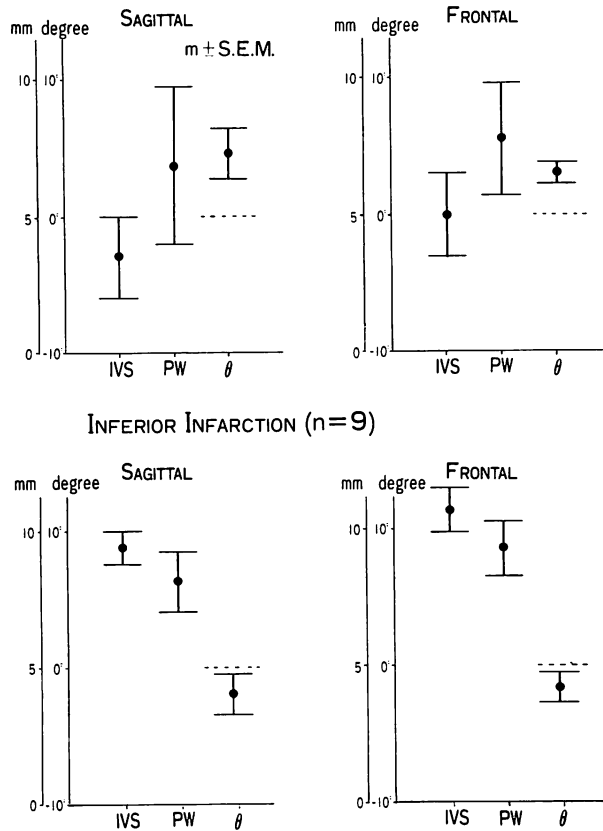 SAGITTAL
FRONTAL
mm degree
m ± S.E.M.
mm degree
10 10°
5 0°
0 -10°
IVS PW θ
10 10°
5 0°
0 -10°
IVS PW θ
INFERIOR INFARCTION (n=9)
SAGITTAL
FRONTAL
mm degree
mm degree
10 10°
5 0°
0 -10°
IVS PW θ
10 10°
5 0°
0 -10°
IVS PW θ